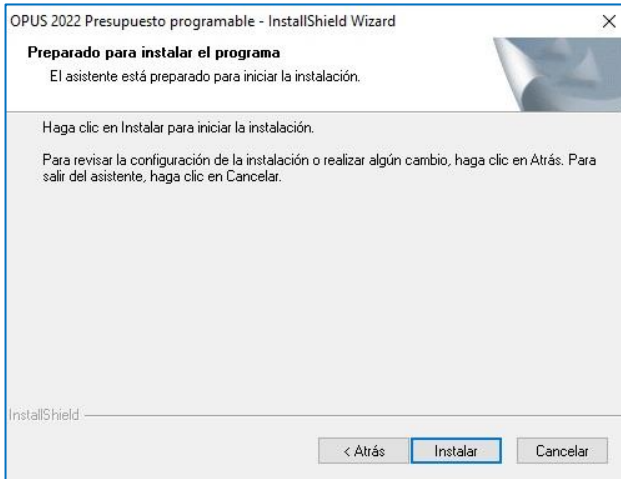 OPUS 2022 Presupuesto programable - InstallShield Wizard
Preparado para instalar el programa
El asistente está preparado para iniciar la instalación.
Haga clic en Instalar para iniciar la instalación.
Para revisar la configuración de la instalación o realizar algún cambio, haga clic en Atrás. Para
salir del asistente, haga clic en Cancelar.
InstallShield
< Atrás
Instalar
Cancelar